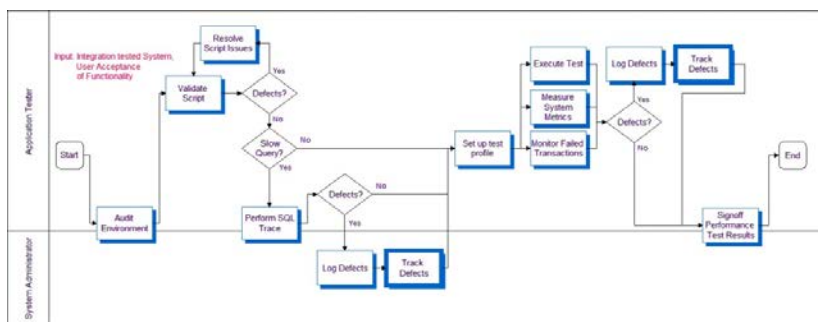 Application Tester
System Administrator
Input: Integration tested System,
User Acceptance
of Functionality
Start
Audit
Environment
Validate
Script
Resolve
Script Issues
Yes
Defects?
No
Slow
Query?
No
Yes
Perform SQL
Trace
Defects?
No
Yes
Log Defects
Track
Defects
Set up test
profile
Execute Test
Measure
System
Metrics
Monitor Failed
Transactions
Defects?
Yes
No
Log Defects
Track
Defects
Signoff
Performance
Test Results
End